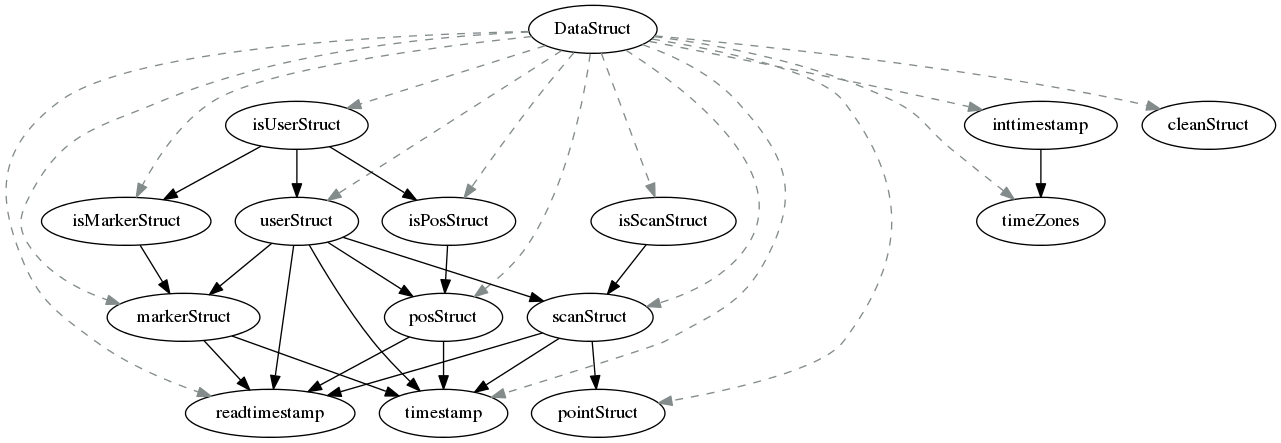 DataStruct
isUserStruct
inttimestamp
cleanStruct
isMarkerStruct
userStruct
isPosStruct
isScanStruct
timeZones
markerStruct
posStruct
scanStruct
readtimestamp
timestamp
pointStruct